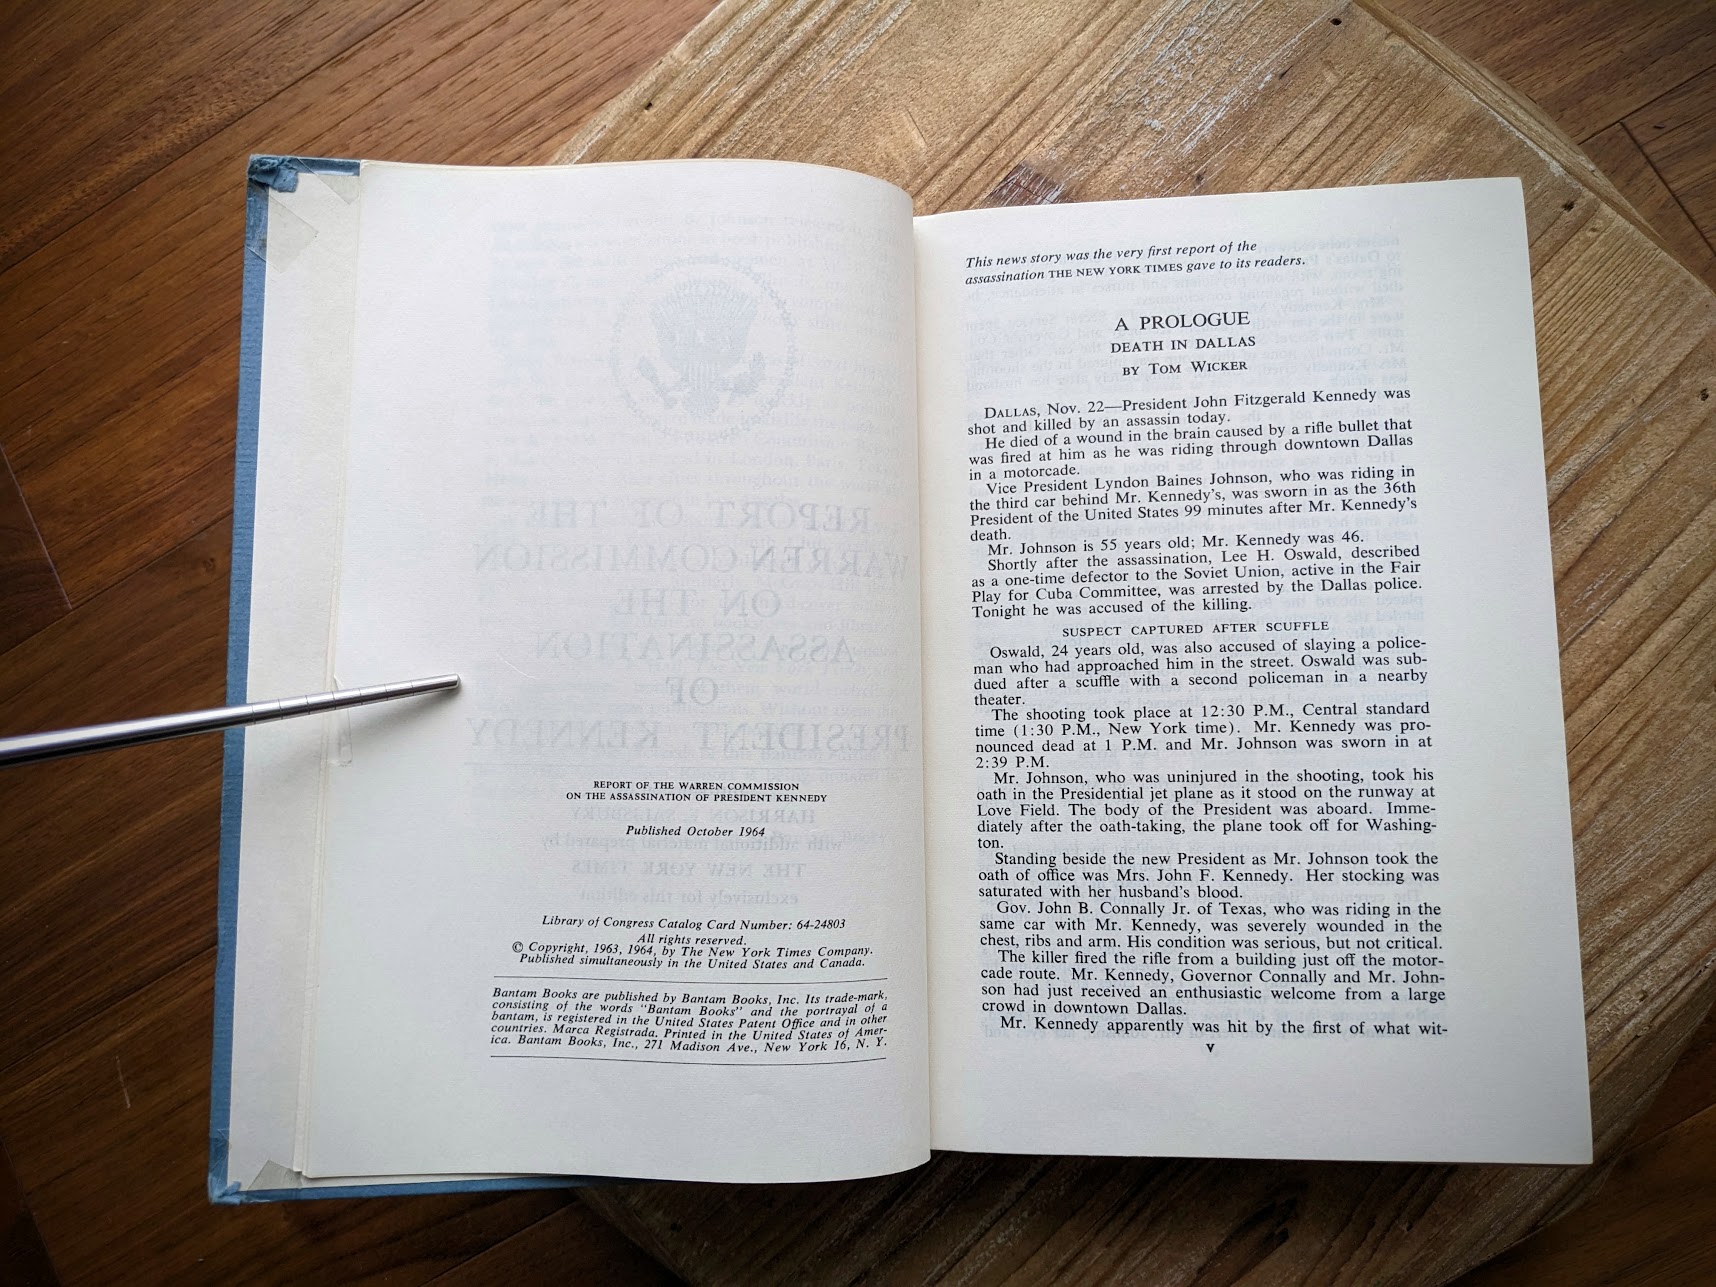 REPORT OF THE WARREN COMMISSION
ON THE ASSASSINATION OF PRESIDENT KENNEDY
Published October 1964
Library of Congress Catalog Card Number: 64-24803
All rights reserved.
© Copyright, 1963, 1964, by The New York Times Company.
Published simultaneously in the United States and Canada.
Bantam Books are published by Bantam Books, Inc. Its trade-mark,
consisting of the words "Bantam Books" and the portrayal of a
bantam, is registered in the United States Patent Office and in other
countries. Marca Registrada. Printed in the United States of Amer-
ica. Bantam Books, Inc., 271 Madison Ave., New York 16, N. Y.
This news story was the very first report of the
assassination THE NEW YORK TIMES gave to its readers.
A PROLOGUE
DEATH IN DALLAS
BY TOM WICKER
DALLAS, Nov. 22—President John Fitzgerald Kennedy was
shot and killed by an assassin today.
He died of a wound in the brain caused by a rifle bullet that
was fired at him as he was riding through downtown Dallas
in a motorcade.
Vice President Lyndon Baines Johnson, who was riding in
the third car behind Mr. Kennedy's, was sworn in as the 36th
President of the United States 99 minutes after Mr. Kennedy's
death.
Mr. Johnson is 55 years old; Mr. Kennedy was 46.
Shortly after the assassination, Lee H. Oswald, described
as a one-time defector to the Soviet Union, active in the Fair
Play for Cuba Committee, was arrested by the Dallas police.
Tonight he was accused of the killing.
SUSPECT CAPTURED AFTER SCUFFLE
Oswald, 24 years old, was also accused of slaying a police-
man who had approached him in the street. Oswald was sub-
dued after a scuffle with a second policeman in a nearby
theater.
The shooting took place at 12:30 P.M., Central standard
time (1:30 P.M., New York time). Mr. Kennedy was pro-
nounced dead at 1 P.M. and Mr. Johnson was sworn in at
2:39 P.M.
Mr. Johnson, who was uninjured in the shooting, took his
oath in the Presidential jet plane as it stood on the runway at
Love Field. The body of the President was aboard. Imme-
diately after the oath-taking, the plane took off for Washing-
ton.
Standing beside the new President as Mr. Johnson took the
oath of office was Mrs. John F. Kennedy. Her stocking was
saturated with her husband's blood.
Gov. John B. Connally Jr. of Texas, who was riding in the
same car with Mr. Kennedy, was severely wounded in the
chest, ribs and arm. His condition was serious, but not critical.
The killer fired the rifle from a building just off the motor-
cade route. Mr. Kennedy, Governor Connally and Mr. John-
son had just received an enthusiastic welcome from a large
crowd in downtown Dallas.
Mr. Kennedy apparently was hit by the first of what wit-
v